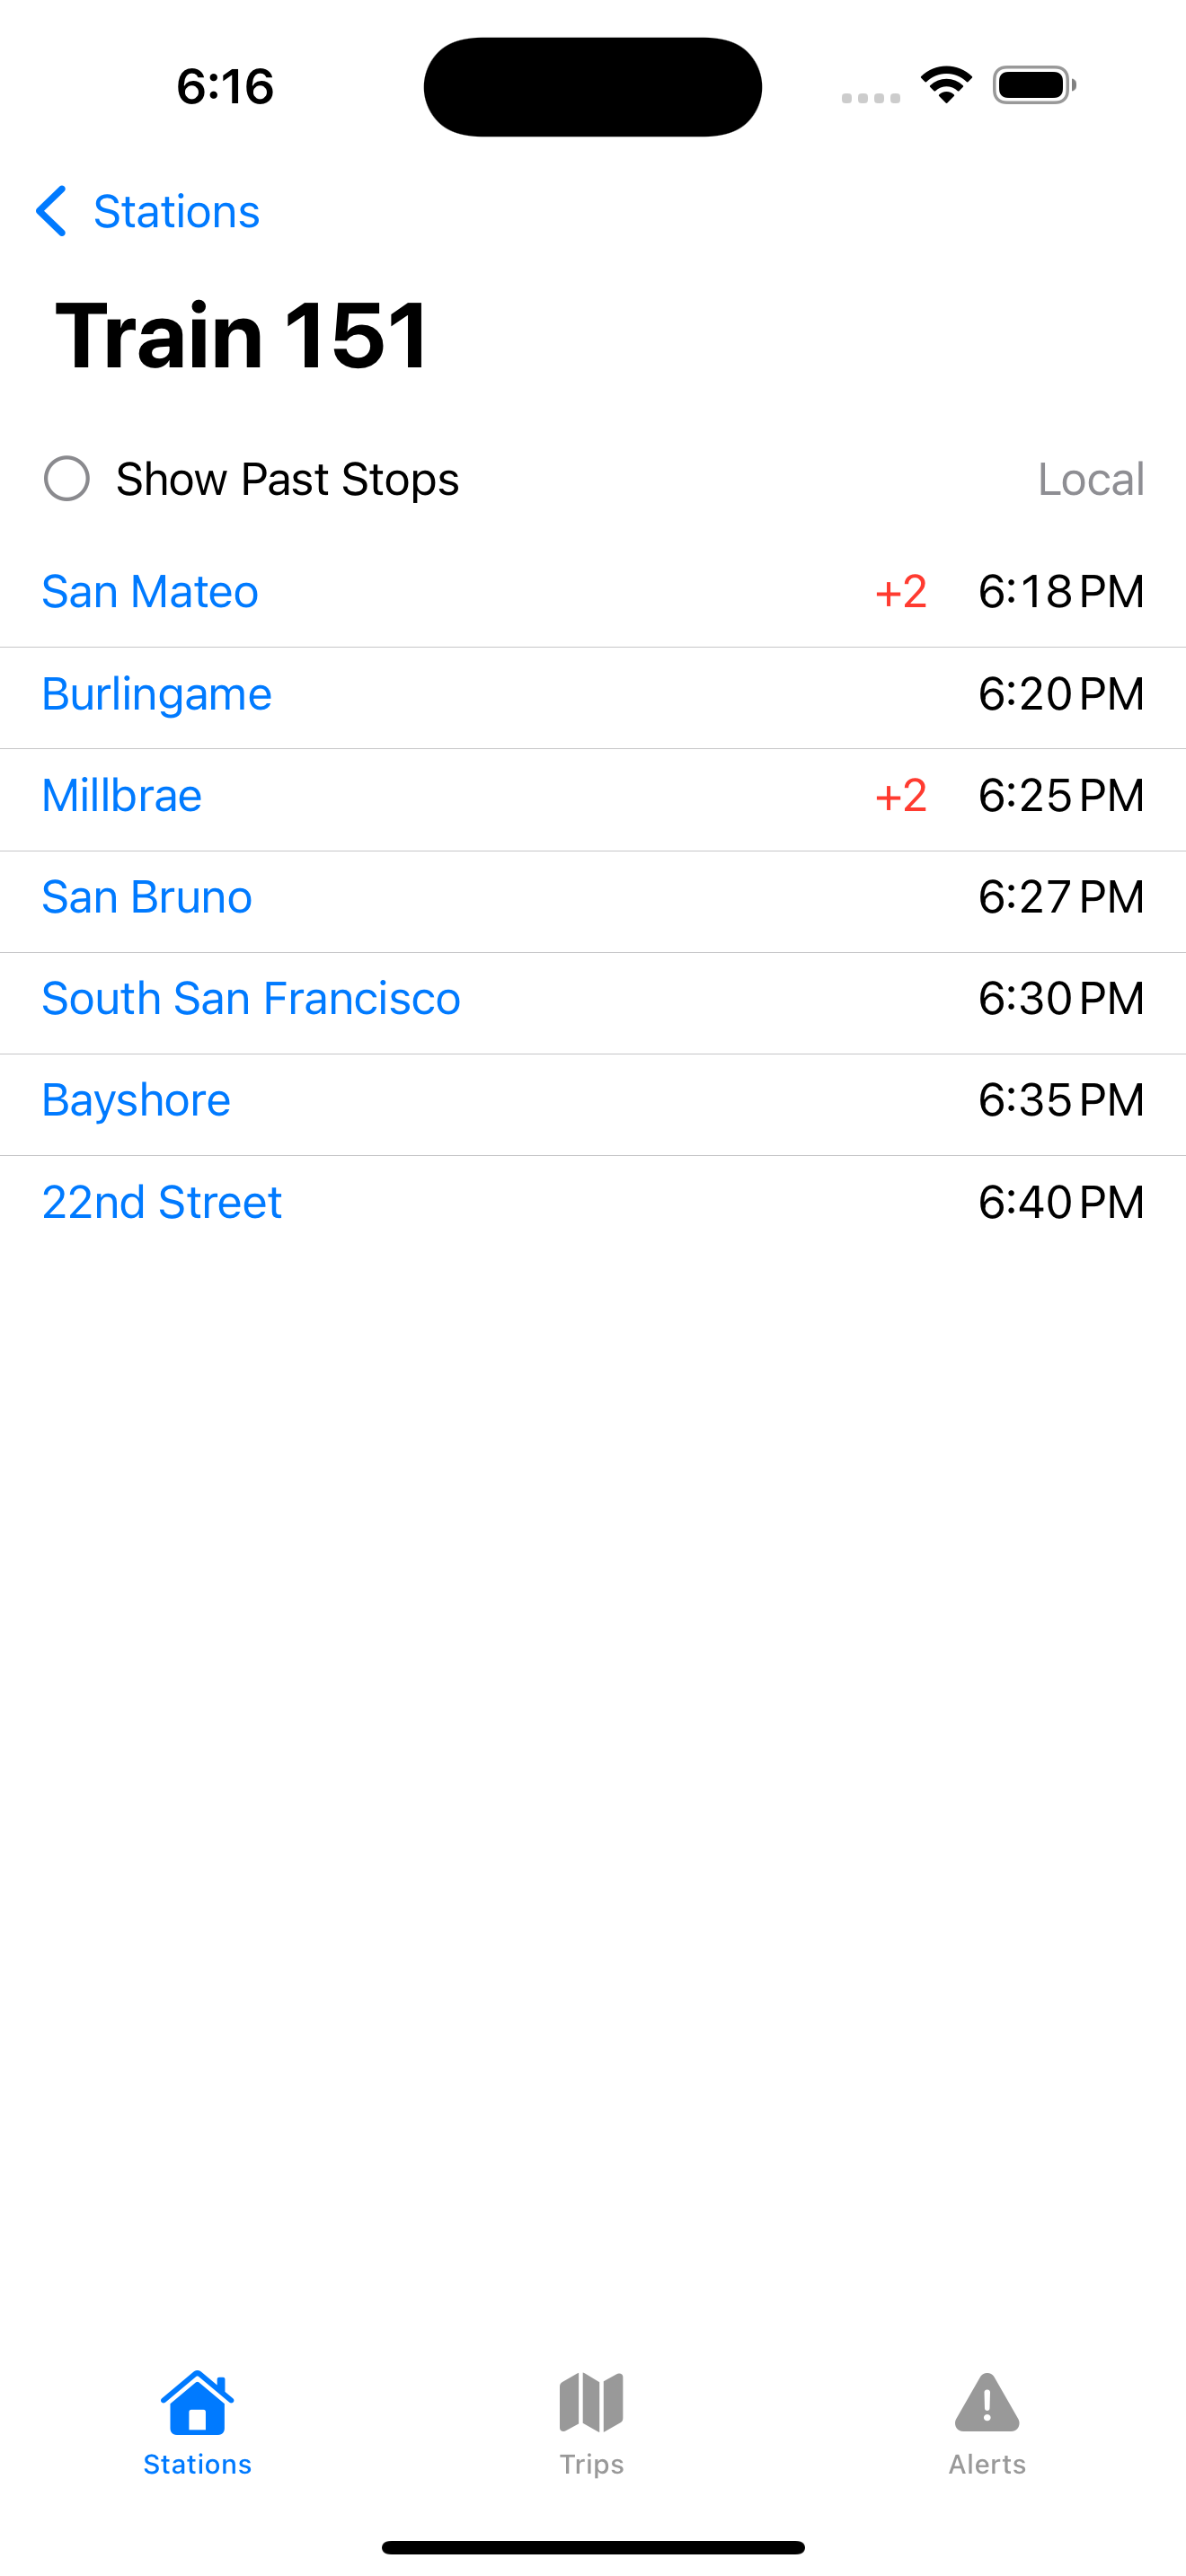 6:16
Stations
Train 151
Show Past Stops Local
San Mateo +2 6:18 PM
Burlingame 6:20 PM
Millbrae +2 6:25 PM
San Bruno 6:27 PM
South San Francisco 6:30 PM
Bayshore 6:35 PM
22nd Street 6:40 PM
Stations Trips Alerts